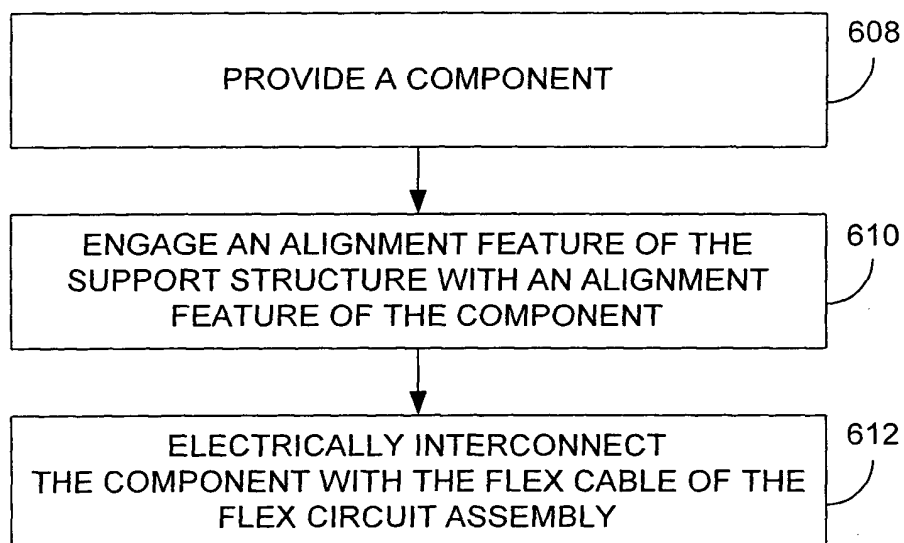 PROVIDE A COMPONENT
608
ENGAGE AN ALIGNMENT FEATURE OF THE
SUPPORT STRUCTURE WITH AN ALIGNMENT
FEATURE OF THE COMPONENT
610
ELECTRICALLY INTERCONNECT
THE COMPONENT WITH THE FLEX CABLE OF THE
FLEX CIRCUIT ASSEMBLY
612